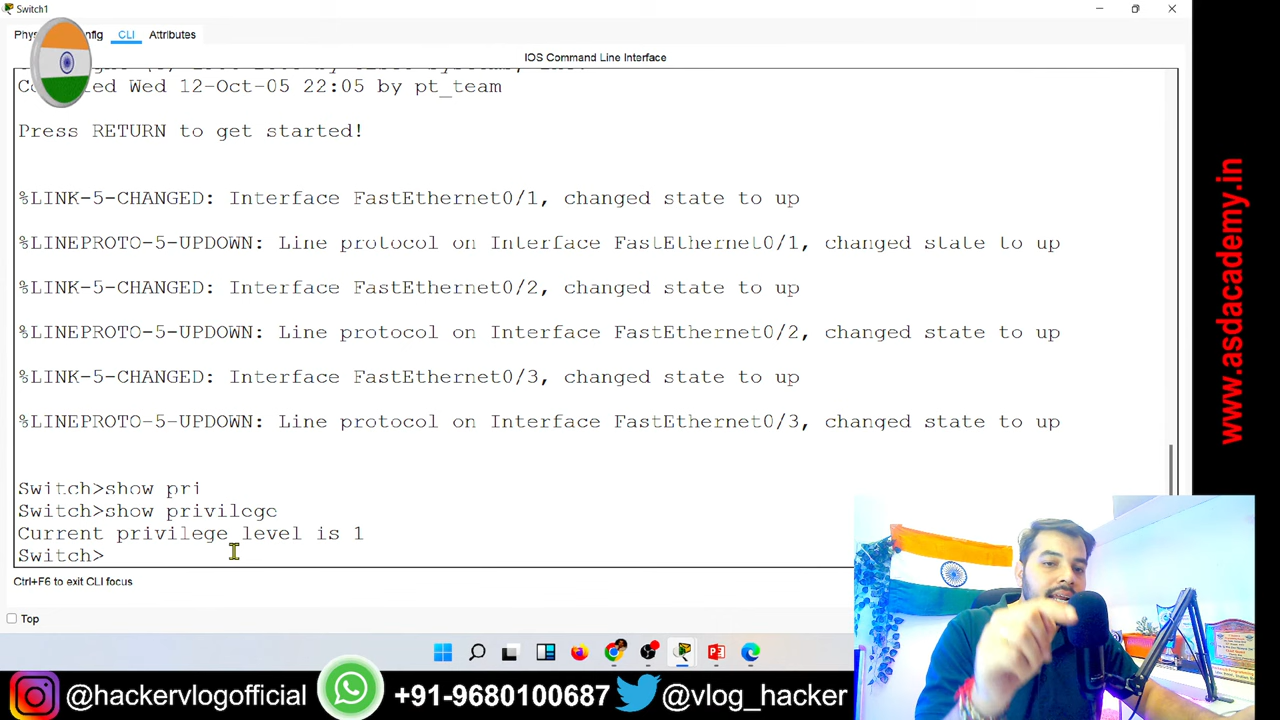 Switch1
CLI
Attributes
IOS Command Line Interface
Wed 12-Oct-05 22:05 by pt_team
Press RETURN to get started!
%LINK-5-CHANGED: Interface FastEthernet0/1, changed state to up
%LINEPROTO-5-UPDOWN: Line protocol on Interface FastEthernet0/1, changed state to up
%LINK-5-CHANGED: Interface FastEthernet0/2, changed state to up
%LINEPROTO-5-UPDOWN: Line protocol on Interface FastEthernet0/2, changed state to up
%LINK-5-CHANGED: Interface FastEthernet0/3, changed state to up
%LINEPROTO-5-UPDOWN: Line protocol on Interface FastEthernet0/3, changed state to up
Switch>show pri
Switch>show privilege
Current privilege level is 1
Switch>
Ctrl+F6 to exit CLI focus
Top
www.asdacademy.in
@hackervlogofficial
+91-9680100687
@vlog_hacker